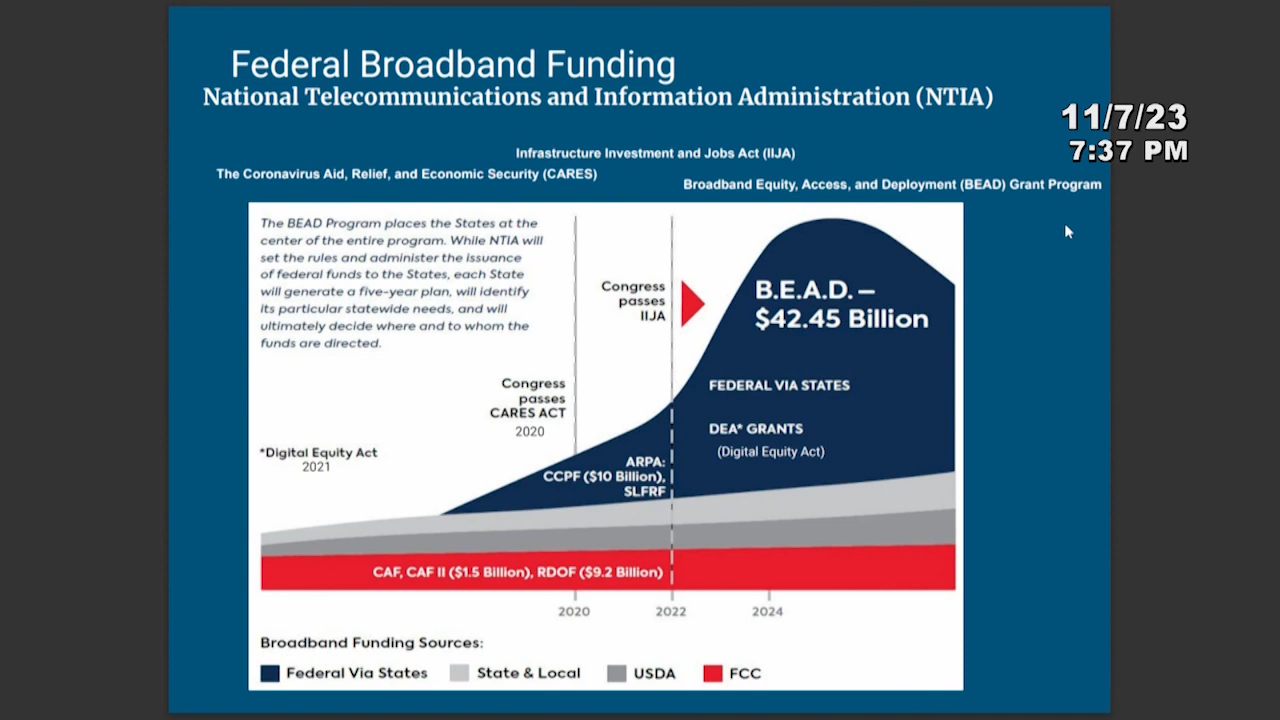 Federal Broadband Funding
National Telecommunications and Information Administration (NTIA)
11/7/23
7:37 PM
Infrastructure Investment and Jobs Act (IIJA)
The Coronavirus Aid, Relief, and Economic Security (CARES)
Broadband Equity, Access, and Deployment (BEAD) Grant Program
The BEAD Program places the States at the
center of the entire program. While NTIA will
set the rules and administer the issuance
of federal funds to the States, each State
will generate a five-year plan, will identify
its particular statewide needs, and will
ultimately decide where and to whom the
funds are directed.
Congress
passes
IIJA
B.E.A.D. –
$42.45 Billion
Congress
passes
CARES ACT
2020
FEDERAL VIA STATES
DEA* GRANTS
(Digital Equity Act)
*Digital Equity Act
2021
ARPA:
CCPF ($10 Billion),
SLFRF
CAF, CAF II ($1.5 Billion), RDOF ($9.2 Billion)
2020
2022
2024
Broadband Funding Sources:
Federal Via States
State & Local
USDA
FCC